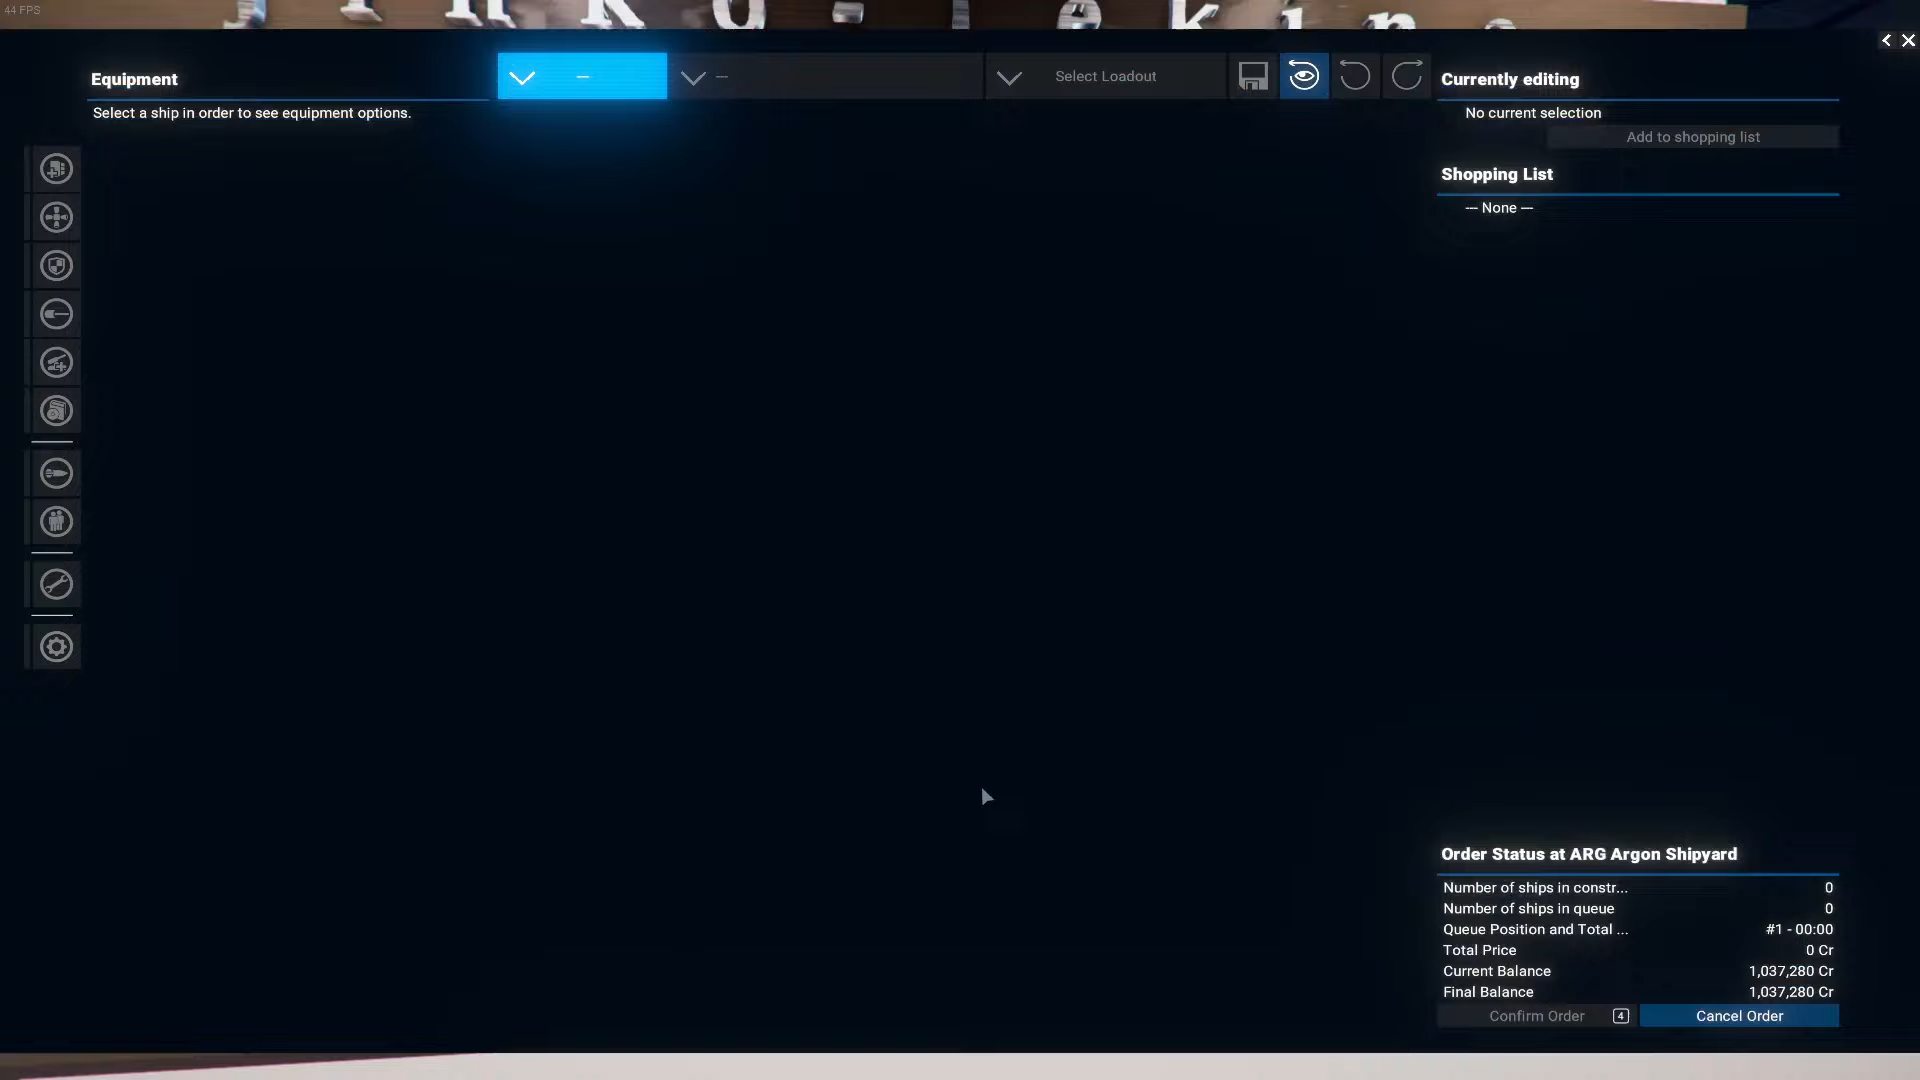 44 FPS
Equipment
Select a ship in order to see equipment options.
—
---
Select Loadout
Currently editing
No current selection
Add to shopping list
Shopping List
--- None ---
Order Status at ARG Argon Shipyard
Number of ships in constr... 0
Number of ships in queue 0
Queue Position and Total ... #1 - 00:00
Total Price 0 Cr
Current Balance 1,037,280 Cr
Final Balance 1,037,280 Cr
Confirm Order 4
Cancel Order